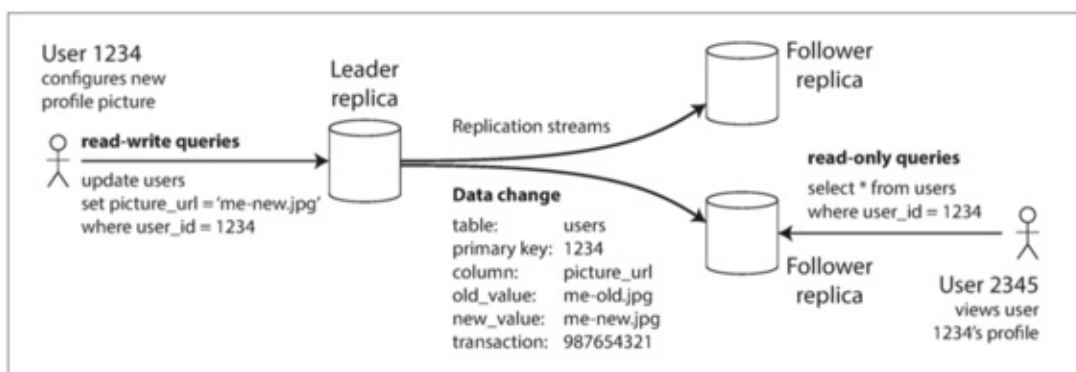 User 1234
configures new
profile picture
read-write queries
update users
set picture_url = 'me-new.jpg'
where user_id = 1234
Leader
replica
Replication streams
Data change
table: users
primary key: 1234
column: picture_url
old_value: me-old.jpg
new_value: me-new.jpg
transaction: 987654321
Follower
replica
read-only queries
select * from users
where user_id = 1234
Follower
replica
User 2345
views user
1234's profile